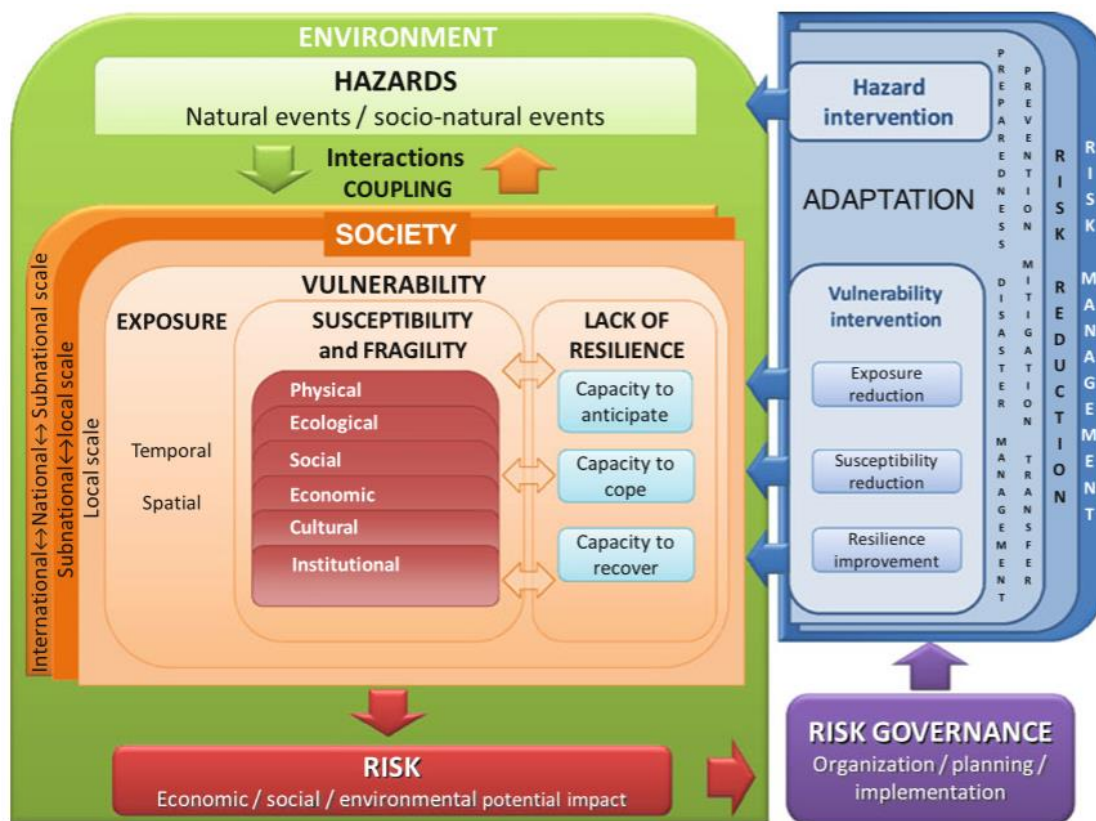 ENVIRONMENT
HAZARDS
Natural events / socio-natural events
Interactions
COUPLING
SOCIETY
VULNERABILITY
EXPOSURE
Temporal
Spatial
SUSCEPTIBILITY
and FRAGILITY
Physical
Ecological
Social
Economic
Cultural
Institutional
LACK OF
RESILIENCE
Capacity to
anticipate
Capacity to
cope
Capacity to
recover
International↔National↔ Subnational scale
Subnational↔local scale
Local scale
RISK
Economic / social / environmental potential impact
Hazard
intervention
ADAPTATION
Vulnerability
intervention
Exposure
reduction
Susceptibility
reduction
Resilience
improvement
PREPAREDNESS DISASTER MANAGEMENT
PREVENTION MITIGATION TRANSFER
RISK REDUCTION
RISK MANAGEMENT
RISK GOVERNANCE
Organization / planning /
implementation